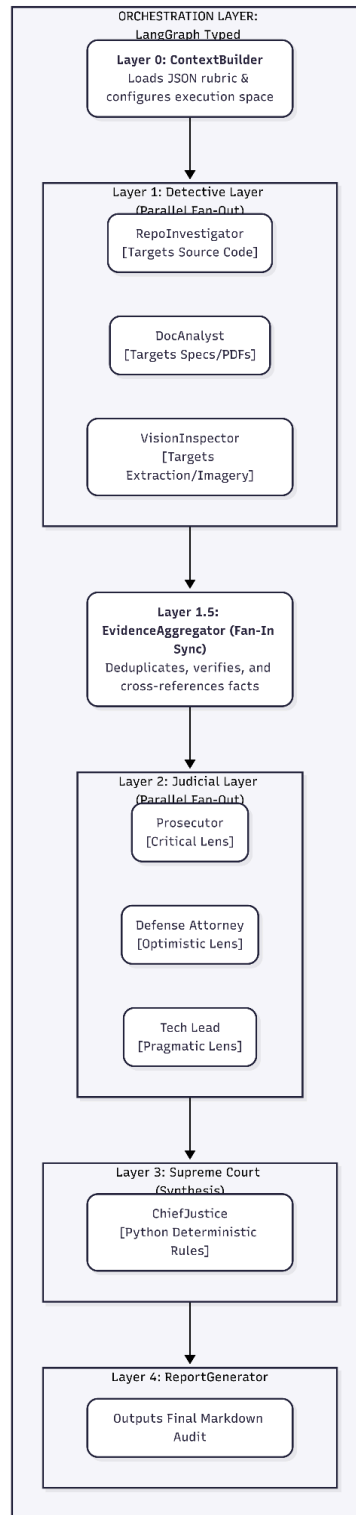 ORCHESTRATION LAYER:
LangGraph Typed
Layer 0: ContextBuilder
Loads JSON rubric &
configures execution space
Layer 1: Detective Layer
(Parallel Fan-Out)
RepoInvestigator
[Targets Source Code]
DocAnalyst
[Targets Specs/PDFs]
VisionInspector
[Targets
Extraction/Imagery]
Layer 1.5:
EvidenceAggregator (Fan-In
Sync)
Deduplicates, verifies, and
cross-references facts
Layer 2: Judicial Layer
(Parallel Fan-Out)
Prosecutor
[Critical Lens]
Defense Attorney
[Optimistic Lens]
Tech Lead
[Pragmatic Lens]
Layer 3: Supreme Court
(Synthesis)
ChiefJustice
[Python Deterministic
Rules]
Layer 4: ReportGenerator
Outputs Final Markdown
Audit